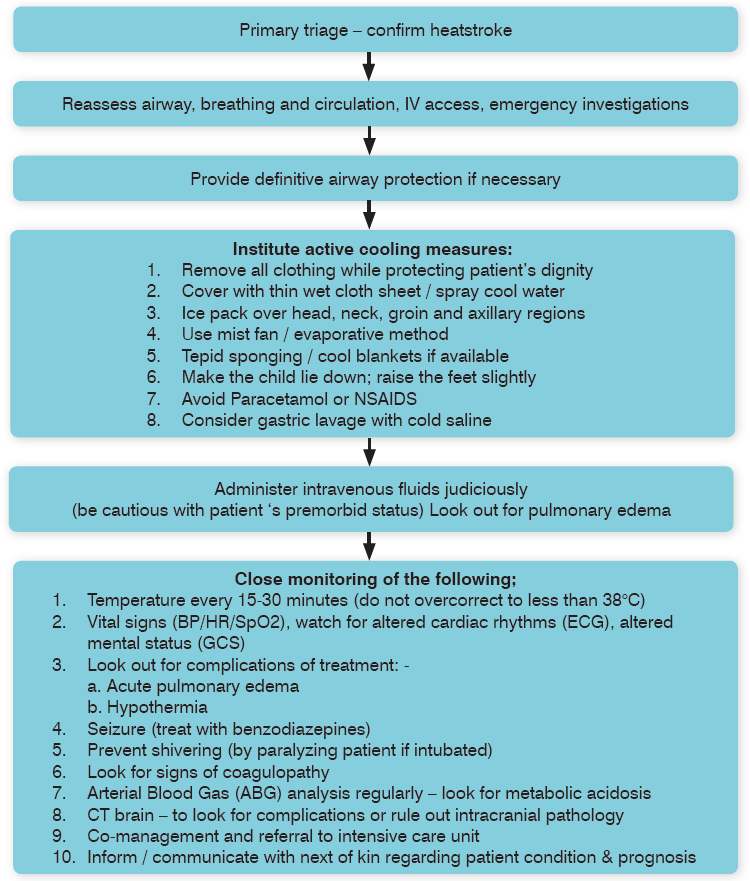 Primary triage – confirm heatstroke
Reassess airway, breathing and circulation, IV access, emergency investigations
Provide definitive airway protection if necessary
Institute active cooling measures:
1. Remove all clothing while protecting patient's dignity
2. Cover with thin wet cloth sheet / spray cool water
3. Ice pack over head, neck, groin and axillary regions
4. Use mist fan / evaporative method
5. Tepid sponging / cool blankets if available
6. Make the child lie down; raise the feet slightly
7. Avoid Paracetamol or NSAIDS
8. Consider gastric lavage with cold saline
Administer intravenous fluids judiciously
(be cautious with patient ‘s premorbid status) Look out for pulmonary edema
Close monitoring of the following;
1. Temperature every 15-30 minutes (do not overcorrect to less than 38°C)
2. Vital signs (BP/HR/SpO2), watch for altered cardiac rhythms (ECG), altered
mental status (GCS)
3. Look out for complications of treatment: -
a. Acute pulmonary edema
b. Hypothermia
4. Seizure (treat with benzodiazepines)
5. Prevent shivering (by paralyzing patient if intubated)
6. Look for signs of coagulopathy
7. Arterial Blood Gas (ABG) analysis regularly – look for metabolic acidosis
8. CT brain – to look for complications or rule out intracranial pathology
9. Co-management and referral to intensive care unit
10. Inform / communicate with next of kin regarding patient condition & prognosis